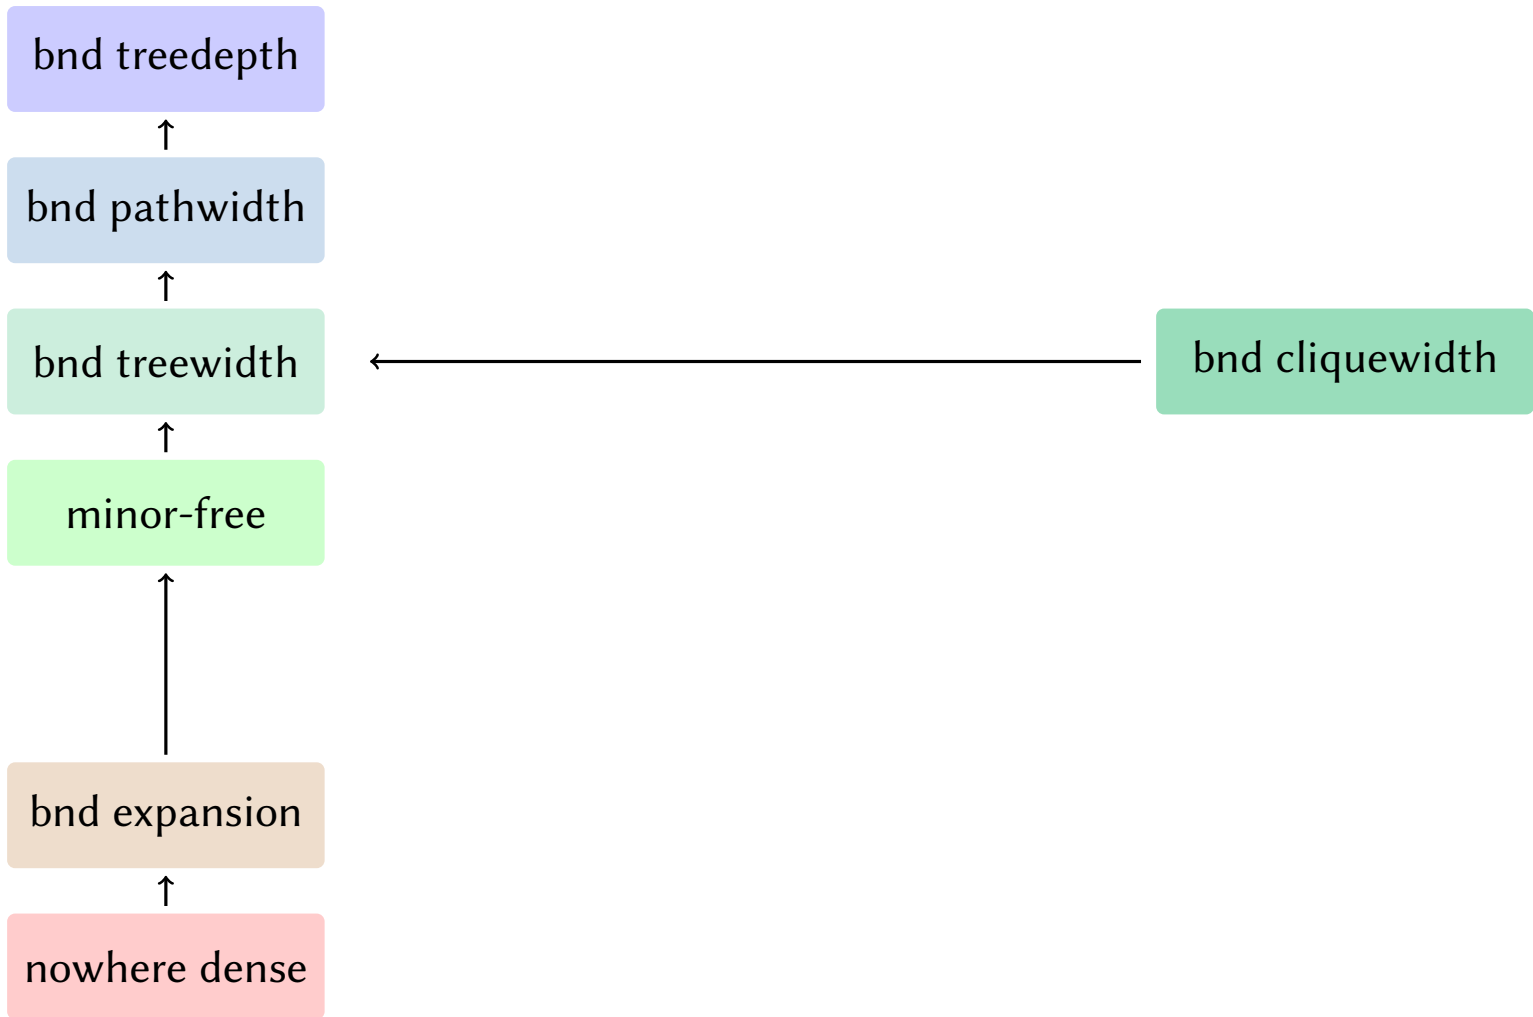 bnd treedepth
bnd pathwidth
bnd treewidth
bnd cliquewidth
minor-free
bnd expansion
nowhere dense